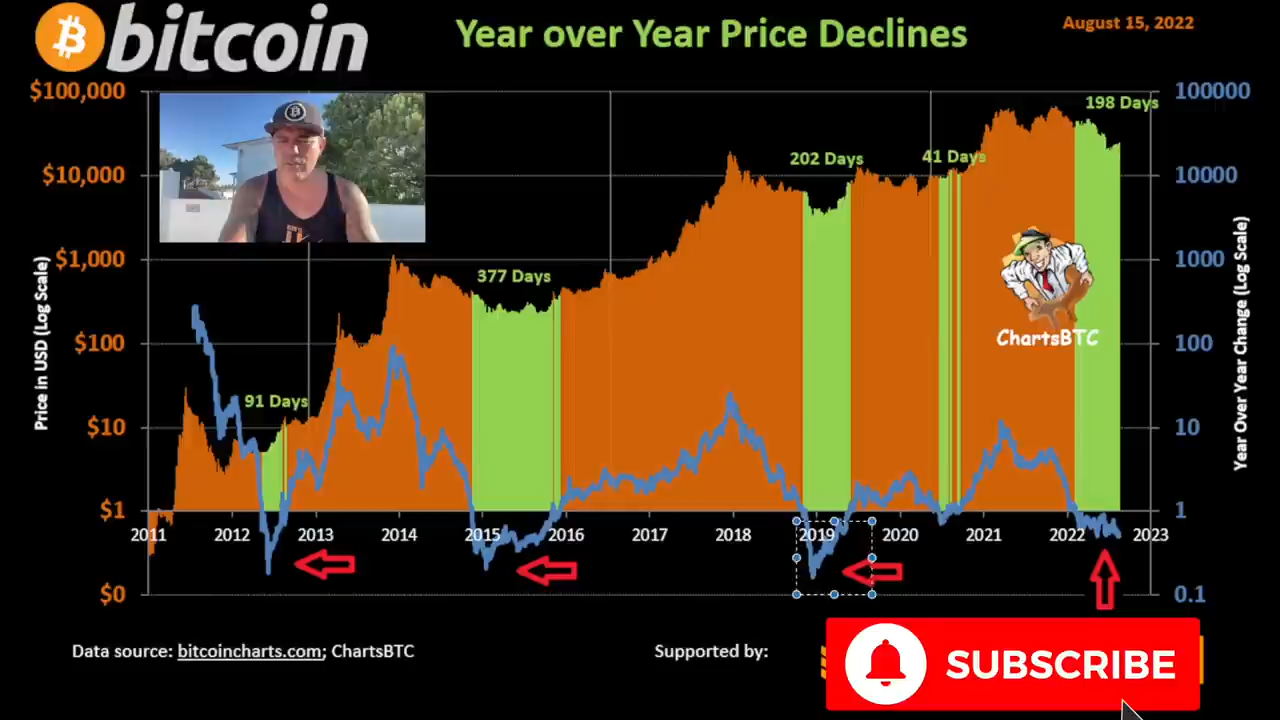 bitcoin
Year over Year Price Declines
August 15, 2022
$100,000
$10,000
$1,000
$100
$10
$1
$0
Price in USD (Log Scale)
100000
10000
1000
100
10
1
0.1
Year Over Year Change (Log Scale)
91 Days
377 Days
202 Days
41 Days
198 Days
ChartsBTC
2011 2012 2013 2014 2015 2016 2017 2018 2019 2020 2021 2022 2023
Data source: bitcoincharts.com; ChartsBTC
Supported by:
SUBSCRIBE